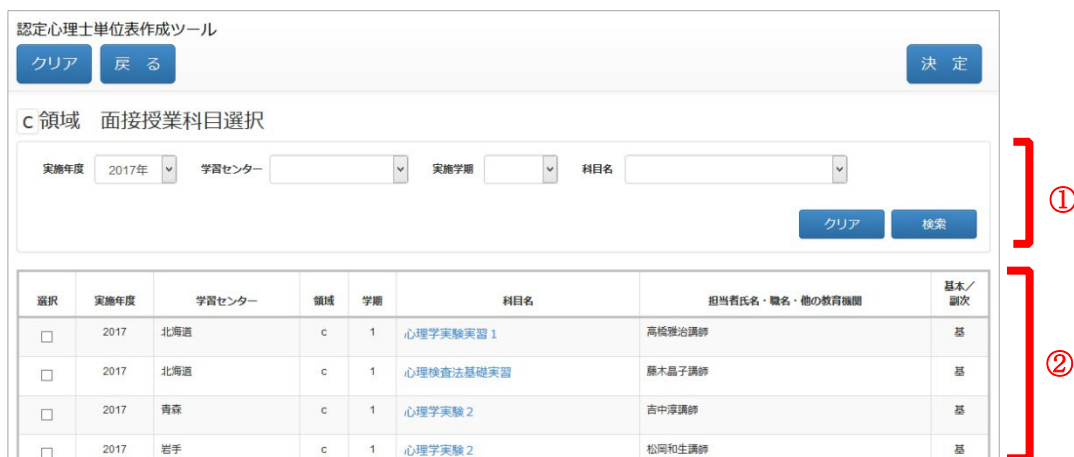 認定心理士単位表作成ツール
クリア 戻 る 決 定
c 領域 面接授業科目選択
実施年度 2017年 学習センター 実施学期 科目名
①
クリア 検索
選択 実施年度 学習センター 領域 学期 科目名 担当者氏名・職名・他の教育機関 基本／副次
2017 北海道 c 1 心理学実験実習１ 高橋雅治講師 基
2017 北海道 c 1 心理検査法基礎実習 藤木晶子講師 基
②
2017 青森 c 1 心理学実験２ 吉中淳講師 基
2017 岩手 c 1 心理学実験２ 松岡和生講師 基